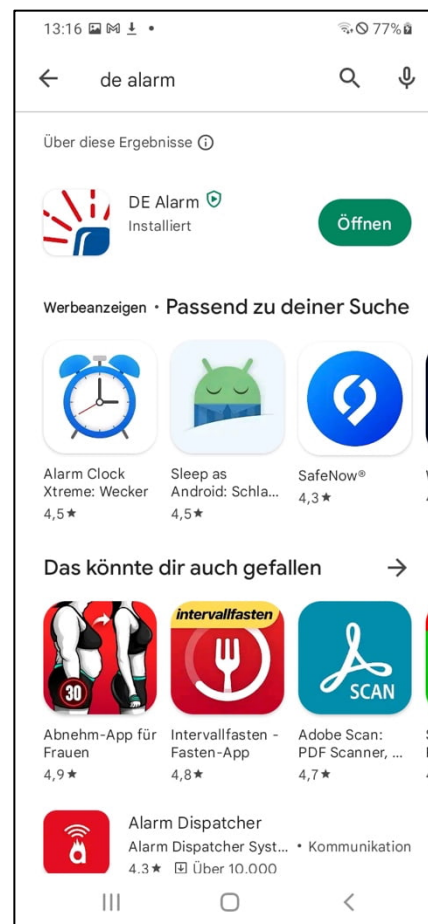 13:16 77%
de alarm
Über diese Ergebnisse
DE Alarm
Installiert
Öffnen
Werbeanzeigen • Passend zu deiner Suche
Alarm Clock
Xtreme: Wecker
4,5★
Sleep as
Android: Schla...
4,5★
SafeNow®
4,3★
Das könnte dir auch gefallen
30
Abnehm-App für
Frauen
4,9★
intervallfasten
Intervallfasten -
Fasten-App
4,8★
SCAN
Adobe Scan:
PDF Scanner, ...
4,7★
Alarm Dispatcher
Alarm Dispatcher Syst... • Kommunikation
4,3★ Über 10.000